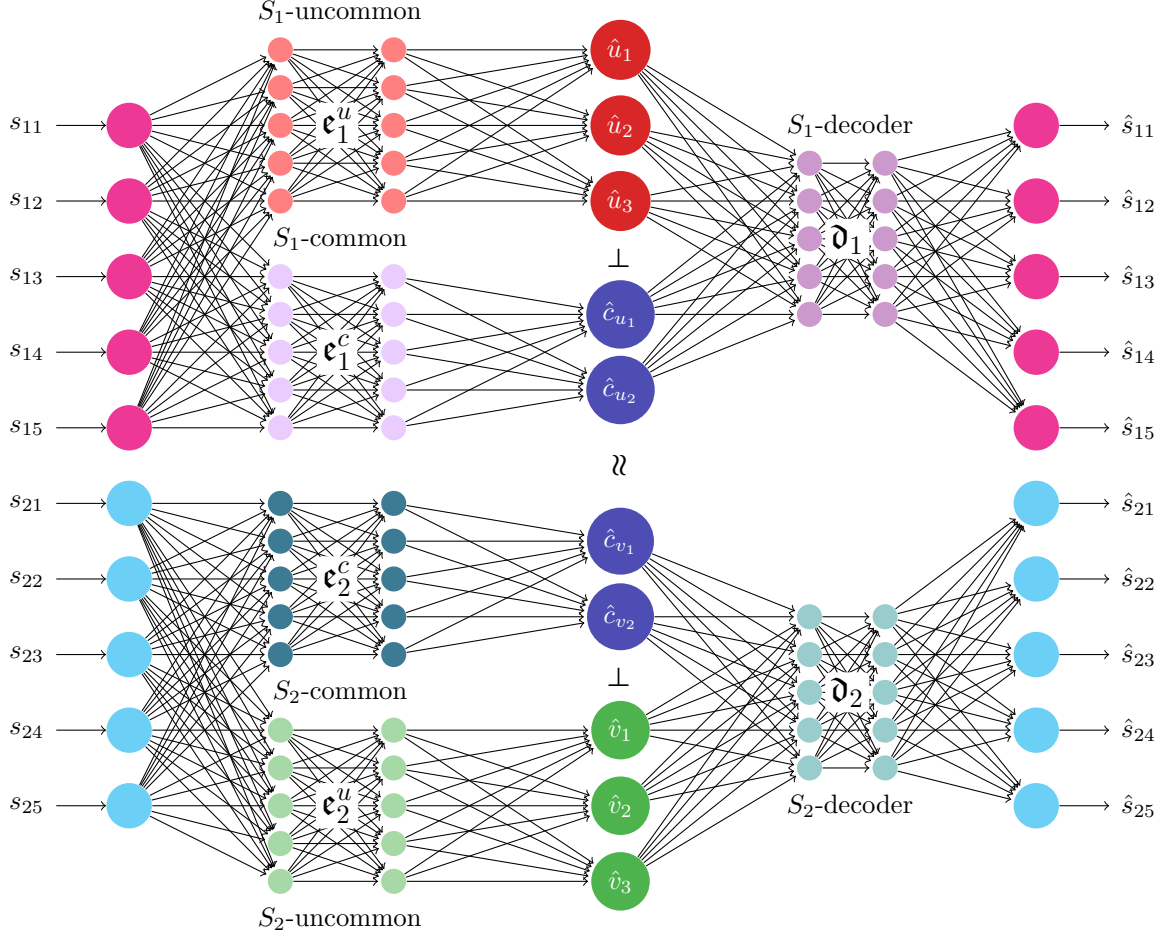 S₁-uncommon
û₁
s₁₁
𝔢₁ᵘ
û₂
S₁-decoder
ŝ₁₁
s₁₂
û₃
ŝ₁₂
S₁-common
𝔡₁
⊥
s₁₃
ŝ₁₃
ĉ_{u₁}
s₁₄
𝔢₁ᶜ
ŝ₁₄
ĉ_{u₂}
s₁₅
ŝ₁₅
≈
s₂₁
ŝ₂₁
ĉ_{v₁}
s₂₂
𝔢₂ᶜ
ŝ₂₂
ĉ_{v₂}
s₂₃
ŝ₂₃
S₂-common
⊥
𝔡₂
s₂₄
v̂₁
ŝ₂₄
s₂₅
𝔢₂ᵘ
v̂₂
S₂-decoder
ŝ₂₅
v̂₃
S₂-uncommon